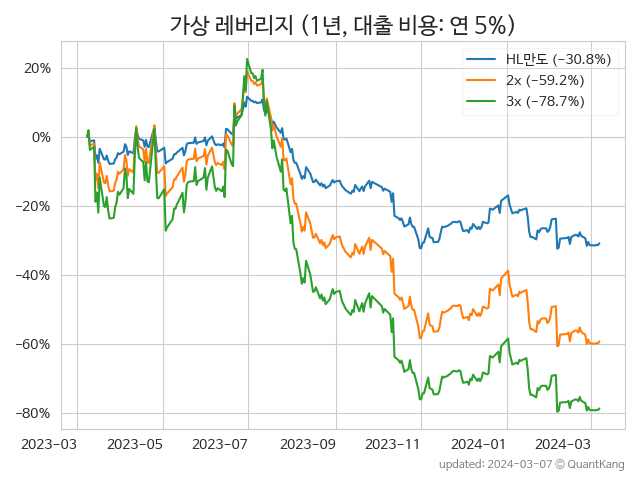 가상 레버리지 (1년, 대출 비용: 연 5%)
HL만도 (−30.8%)
2x (−59.2%)
3x (−78.7%)
20%
0%
−20%
−40%
−60%
−80%
2023-03
2023-05
2023-07
2023-09
2023-11
2024-01
2024-03
updated: 2024-03-07 © QuantKang